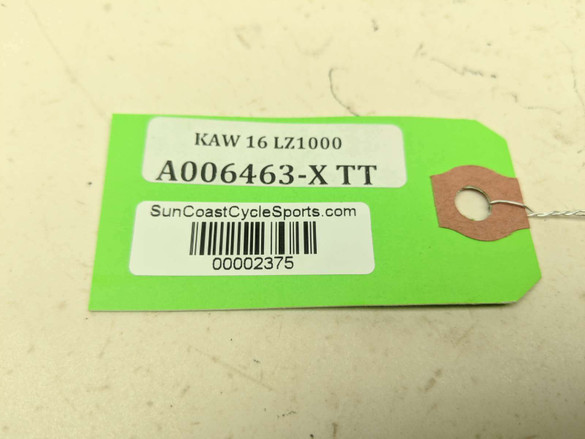 KAW 16 LZ1000
A006463-X TT
SunCoastCycleSports.com
00002375